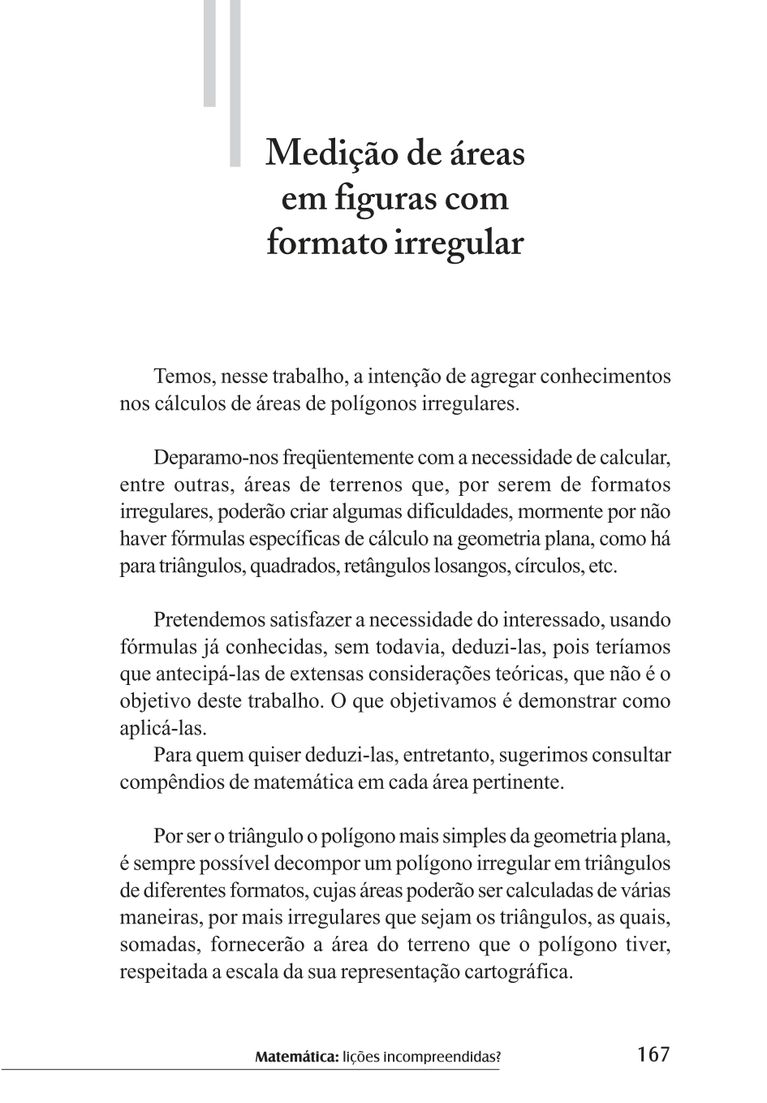 Medição de áreas
em figuras com
formato irregular
Temos, nesse trabalho, a intenção de agregar conhecimentos
nos cálculos de áreas de polígonos irregulares.
Deparamo-nos freqüentemente com a necessidade de calcular,
entre outras, áreas de terrenos que, por serem de formatos
irregulares, poderão criar algumas dificuldades, mormente por não
haver fórmulas específicas de cálculo na geometria plana, como há
para triângulos, quadrados, retângulos losangos, círculos, etc.
Pretendemos satisfazer a necessidade do interessado, usando
fórmulas já conhecidas, sem todavia, deduzi-las, pois teríamos
que antecipá-las de extensas considerações teóricas, que não é o
objetivo deste trabalho. O que objetivamos é demonstrar como
aplicá-las.
Para quem quiser deduzi-las, entretanto, sugerimos consultar
compêndios de matemática em cada área pertinente.
Por ser o triângulo o polígono mais simples da geometria plana,
é sempre possível decompor um polígono irregular em triângulos
de diferentes formatos, cujas áreas poderão ser calculadas de várias
maneiras, por mais irregulares que sejam os triângulos, as quais,
somadas, fornecerão a área do terreno que o polígono tiver,
respeitada a escala da sua representação cartográfica.
Matemática: lições incompreendidas? 167